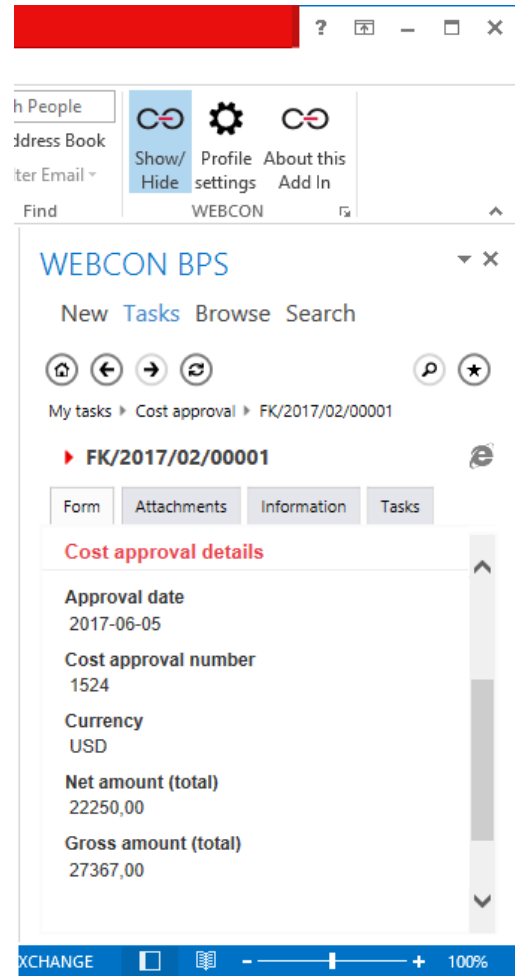 ?
h People
ddress Book
lter Email
Find
Show/
Hide
Profile
settings
About this
Add In
WEBCON
WEBCON BPS
New Tasks Browse Search
My tasks Cost approval FK/2017/02/00001
FK/2017/02/00001
Form Attachments Information Tasks
Cost approval details
Approval date
2017-06-05
Cost approval number
1524
Currency
USD
Net amount (total)
22250,00
Gross amount (total)
27367,00
XCHANGE
- + 100%